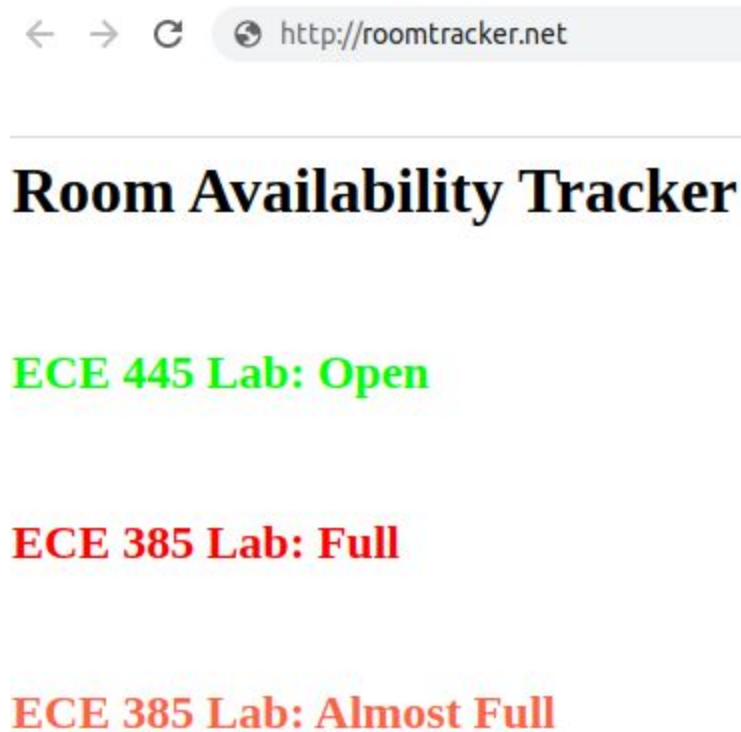 http://roomtracker.net
Room Availability Tracker
ECE 445 Lab: Open
ECE 385 Lab: Full
ECE 385 Lab: Almost Full